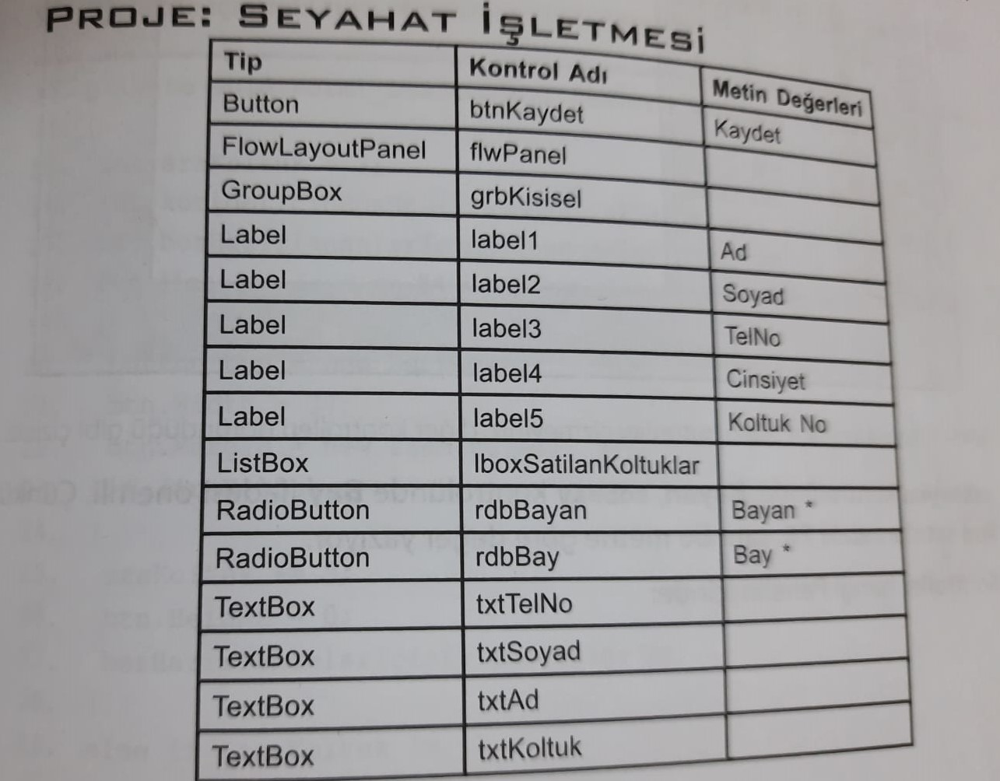 PROJE: SEYAHAT İŞLETMESİ
Tip Kontrol Adı Metin Değerleri
Button btnKaydet Kaydet
FlowLayoutPanel flwPanel
GroupBox grbKisisel
Label label1 Ad
Label label2 Soyad
Label label3 TelNo
Label label4 Cinsiyet
Label label5 Koltuk No
ListBox lboxSatilanKoltuklar
RadioButton rdbBayan Bayan *
RadioButton rdbBay Bay *
TextBox txtTelNo
TextBox txtSoyad
TextBox txtAd
TextBox txtKoltuk